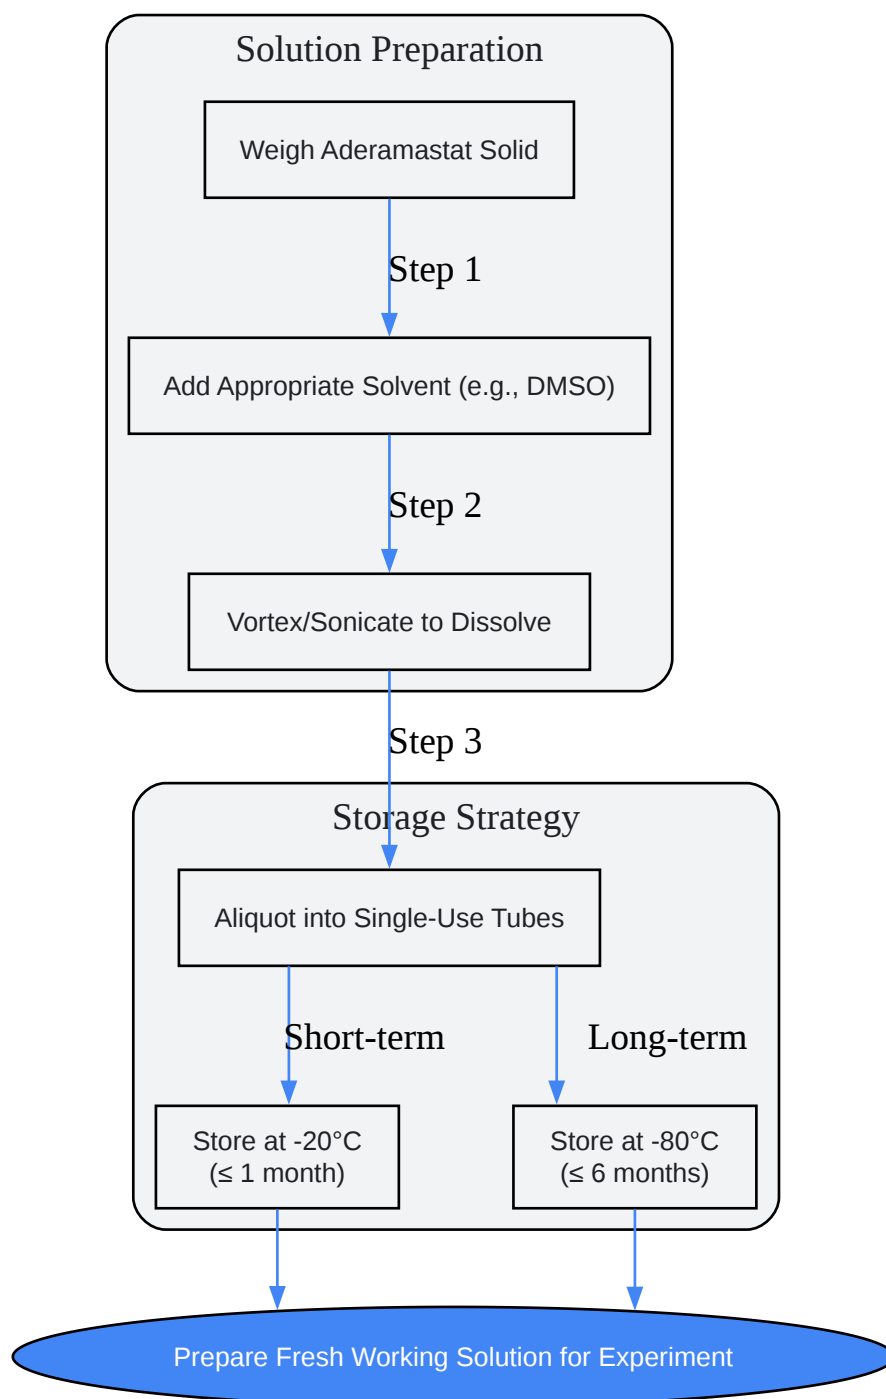 Solution Preparation
Weigh Aderamastat Solid
Step 1
Add Appropriate Solvent (e.g., DMSO)
Step 2
Vortex/Sonicate to Dissolve
Step 3
Storage Strategy
Aliquot into Single-Use Tubes
Short-term
Long-term
Store at -20°C
(≤ 1 month)
Store at -80°C
(≤ 6 months)
Prepare Fresh Working Solution for Experiment